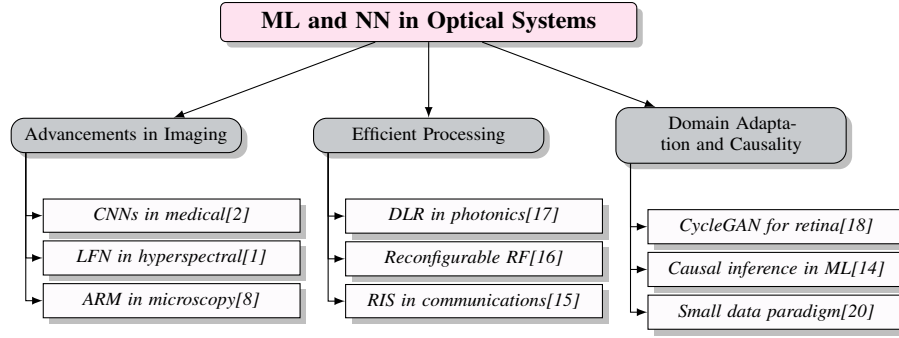 ML and NN in Optical Systems
Advancements in Imaging
CNNs in medical[2]
LFN in hyperspectral[1]
ARM in microscopy[8]
Efficient Processing
DLR in photonics[17]
Reconfigurable RF[16]
RIS in communications[15]
Domain Adapta-
tion and Causality
CycleGAN for retina[18]
Causal inference in ML[14]
Small data paradigm[20]